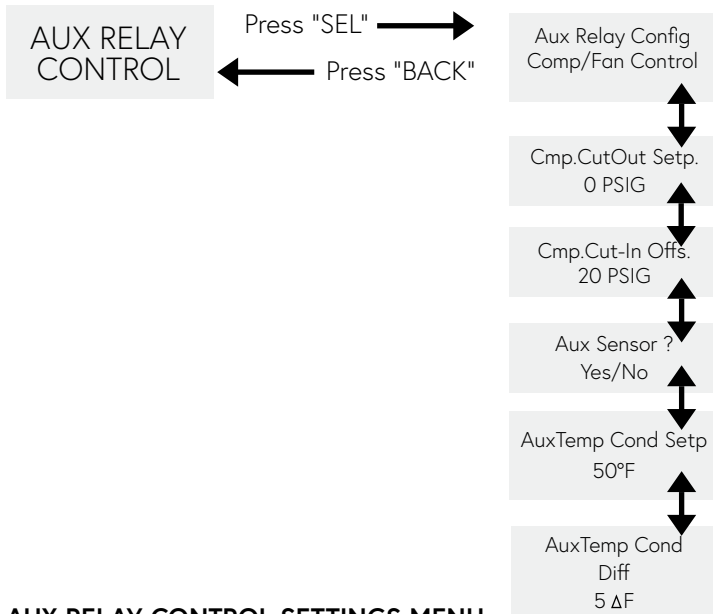 AUX RELAY
CONTROL
Press "SEL"
Press "BACK"
Aux Relay Config
Comp/Fan Control
Cmp.CutOut Setp.
0 PSIG
Cmp.Cut-In Offs.
20 PSIG
Aux Sensor ?
Yes/No
AuxTemp Cond Setp
50°F
AuxTemp Cond
Diff
5 ΔF
AUX RELAY CONTROL SETTINGS MENU